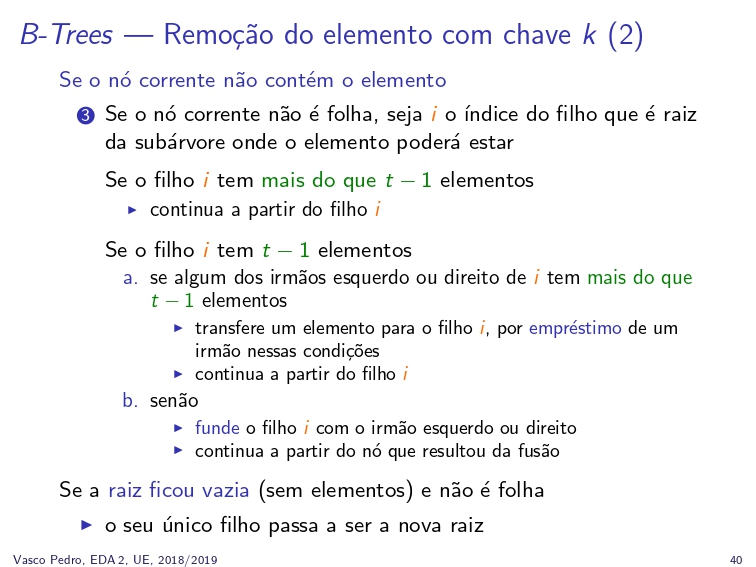 B-Trees — Remoção do elemento com chave k (2)
Se o nó corrente não contém o elemento
3 Se o nó corrente não é folha, seja i o índice do filho que é raiz
da subárvore onde o elemento poderá estar
Se o filho i tem mais do que t − 1 elementos
▶ continua a partir do filho i
Se o filho i tem t − 1 elementos
a. se algum dos irmãos esquerdo ou direito de i tem mais do que
t − 1 elementos
▶ transfere um elemento para o filho i, por empréstimo de um
irmão nessas condições
▶ continua a partir do filho i
b. senão
▶ funde o filho i com o irmão esquerdo ou direito
▶ continua a partir do nó que resultou da fusão
Se a raiz ficou vazia (sem elementos) e não é folha
▶ o seu único filho passa a ser a nova raiz
Vasco Pedro, EDA 2, UE, 2018/2019 40